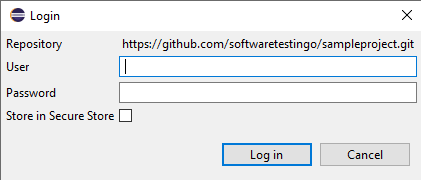 Login
Repository https://github.com/softwaretestingo/sampleproject.git
User
Password
Store in Secure Store
Log in Cancel